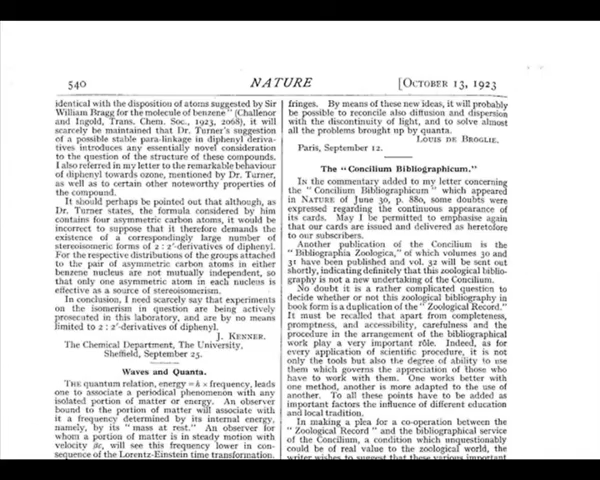 540
NATURE
[OCTOBER 13, 1923
identical with the disposition of atoms suggested by Sir
William Bragg for the molecule of benzene" (Challenor
and Ingold, Trans. Chem. Soc., 1923, 2068), it will
scarcely be maintained that Dr. Turner's suggestion
of a possible stable para-linkage in diphenyl deriva-
tives introduces any essentially novel consideration
to the question of the structure of these compounds.
I also referred in my letter to the remarkable behaviour
of diphenyl towards ozone, mentioned by Dr. Turner,
as well as to certain other noteworthy properties of
the compound.
It should perhaps be pointed out that although, as
Dr. Turner states, the formula considered by him
contains four asymmetric carbon atoms, it would be
incorrect to suppose that it therefore demands the
existence of a correspondingly large number of
stereoisomeric forms of 2 : 2'-derivatives of diphenyl.
For the respective distributions of the groups attached
to the pair of asymmetric carbon atoms in either
benzene nucleus are not mutually independent, so
that only one asymmetric atom in each nucleus is
effective as a source of stereoisomerism.
In conclusion, I need scarcely say that experiments
on the isomerism in question are being actively
prosecuted in this laboratory, and are by no means
limited to 2 : 2'-derivatives of diphenyl.
J. KENNER.
The Chemical Department, The University,
Sheffield, September 25.
Waves and Quanta.
THE quantum relation, energy = h × frequency, leads
one to associate a periodical phenomenon with any
isolated portion of matter or energy. An observer
bound to the portion of matter will associate with
it a frequency determined by its internal energy,
namely, by its "mass at rest." An observer for
whom a portion of matter is in steady motion with
velocity βc, will see this frequency lower in con-
sequence of the Lorentz-Einstein time transformation.
fringes. By means of these new ideas, it will probably
be possible to reconcile also diffusion and dispersion
with the discontinuity of light, and to solve almost
all the problems brought up by quanta.
LOUIS DE BROGLIE.
Paris, September 12.
The "Concilium Bibliographicum."
IN the commentary added to my letter concerning
the "Concilium Bibliographicum" which appeared
in NATURE of June 30, p. 880, some doubts were
expressed regarding the continuous appearance of
its cards. May I be permitted to emphasise again
that our cards are issued and delivered as heretofore
to our subscribers.
Another publication of the Concilium is the
"Bibliographia Zoologica," of which volumes 30 and
31 have been published and vol. 32 will be sent out
shortly, indicating definitely that this zoological biblio-
graphy is not a new undertaking of the Concilium.
No doubt it is a rather complicated question to
decide whether or not this zoological bibliography in
book form is a duplication of the "Zoological Record."
It must be recalled that apart from completeness,
promptness, and accessibility, carefulness and the
procedure in the arrangement of the bibliographical
work play a very important rôle. Indeed, as for
every application of scientific procedure, it is not
only the tools but also the degree of ability to use
them which governs the appreciation of those who
have to work with them. One works better with
one method, another is more adapted to the use of
another. To all these points have to be added as
important factors the influence of different education
and local tradition.
In making a plea for a co-operation between the
"Zoological Record" and the bibliographical service
of the Concilium, a condition which unquestionably
could be of real value to the zoological world, the
writer wishes to suggest that these various important